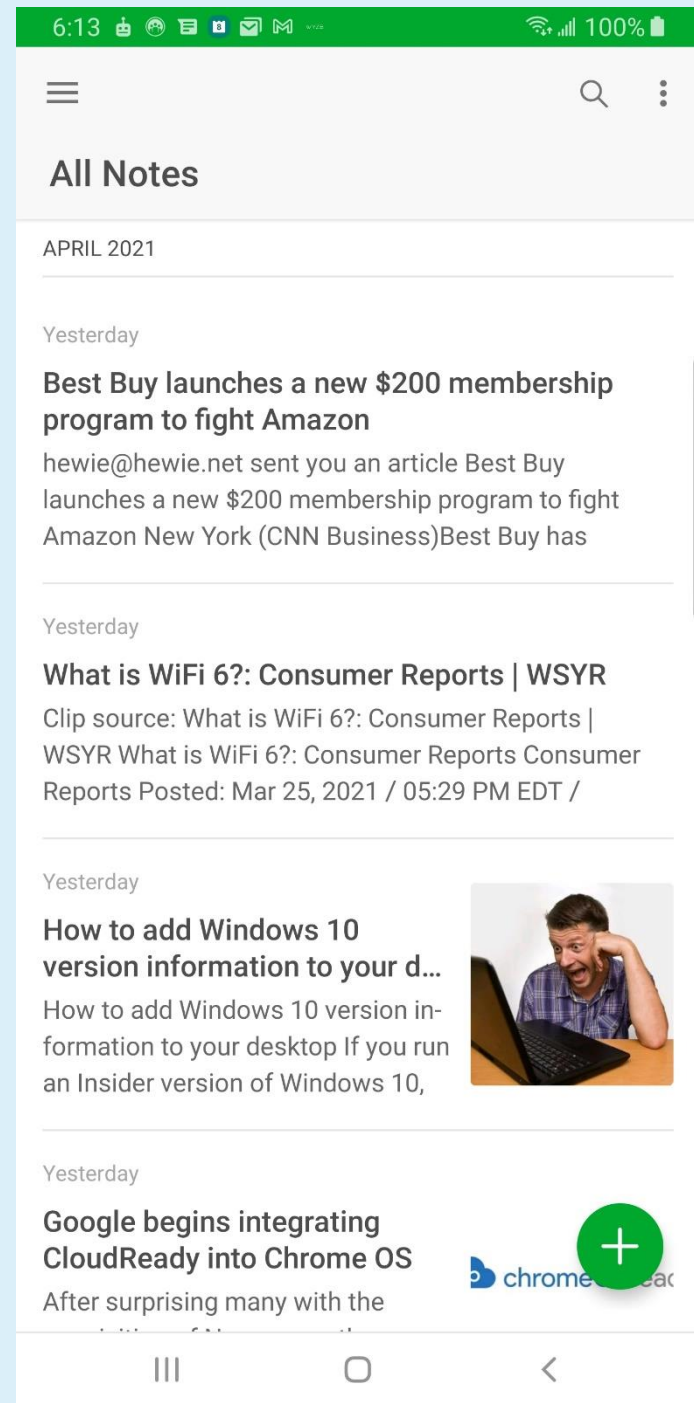 6:13
100%
All Notes
APRIL 2021
Yesterday
Best Buy launches a new $200 membership
program to fight Amazon
hewie@hewie.net sent you an article Best Buy
launches a new $200 membership program to fight
Amazon New York (CNN Business)Best Buy has
Yesterday
What is WiFi 6?: Consumer Reports | WSYR
Clip source: What is WiFi 6?: Consumer Reports |
WSYR What is WiFi 6?: Consumer Reports Consumer
Reports Posted: Mar 25, 2021 / 05:29 PM EDT /
Yesterday
How to add Windows 10
version information to your d...
How to add Windows 10 version in-
formation to your desktop If you run
an Insider version of Windows 10,
Yesterday
Google begins integrating
CloudReady into Chrome OS
chrome
After surprising many with the